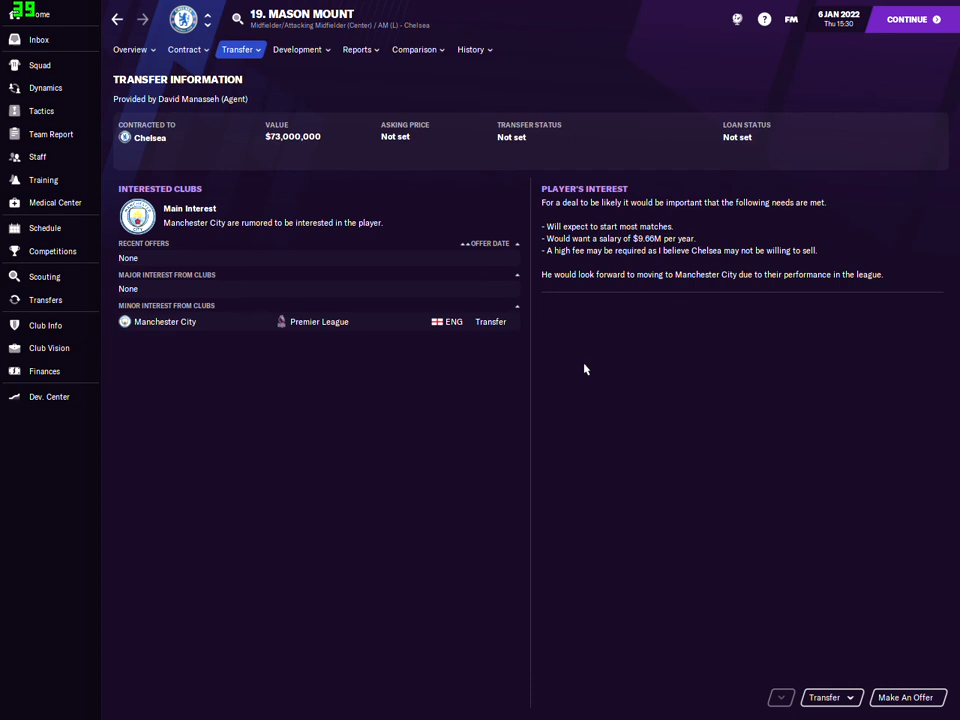 39
ome
19. MASON MOUNT
Midfielder/Attacking Midfielder (Center) / AM (L) - Chelsea
FM
6 JAN 2022
Thu 15:30
CONTINUE
Inbox
Squad
Dynamics
Tactics
Team Report
Staff
Training
Medical Center
Schedule
Competitions
Scouting
Transfers
Club Info
Club Vision
Finances
Dev. Center
Overview
Contract
Transfer
Development
Reports
Comparison
History
TRANSFER INFORMATION
Provided by David Manasseh (Agent)
CONTRACTED TO
Chelsea
VALUE
$73,000,000
ASKING PRICE
Not set
TRANSFER STATUS
Not set
LOAN STATUS
Not set
INTERESTED CLUBS
Main Interest
Manchester City are rumored to be interested in the player.
RECENT OFFERS
OFFER DATE
None
MAJOR INTEREST FROM CLUBS
None
MINOR INTEREST FROM CLUBS
Manchester City Premier League ENG Transfer
PLAYER'S INTEREST
For a deal to be likely it would be important that the following needs are met.
- Will expect to start most matches.
- Would want a salary of $9.66M per year.
- A high fee may be required as I believe Chelsea may not be willing to sell.
He would look forward to moving to Manchester City due to their performance in the league.
Transfer
Make An Offer